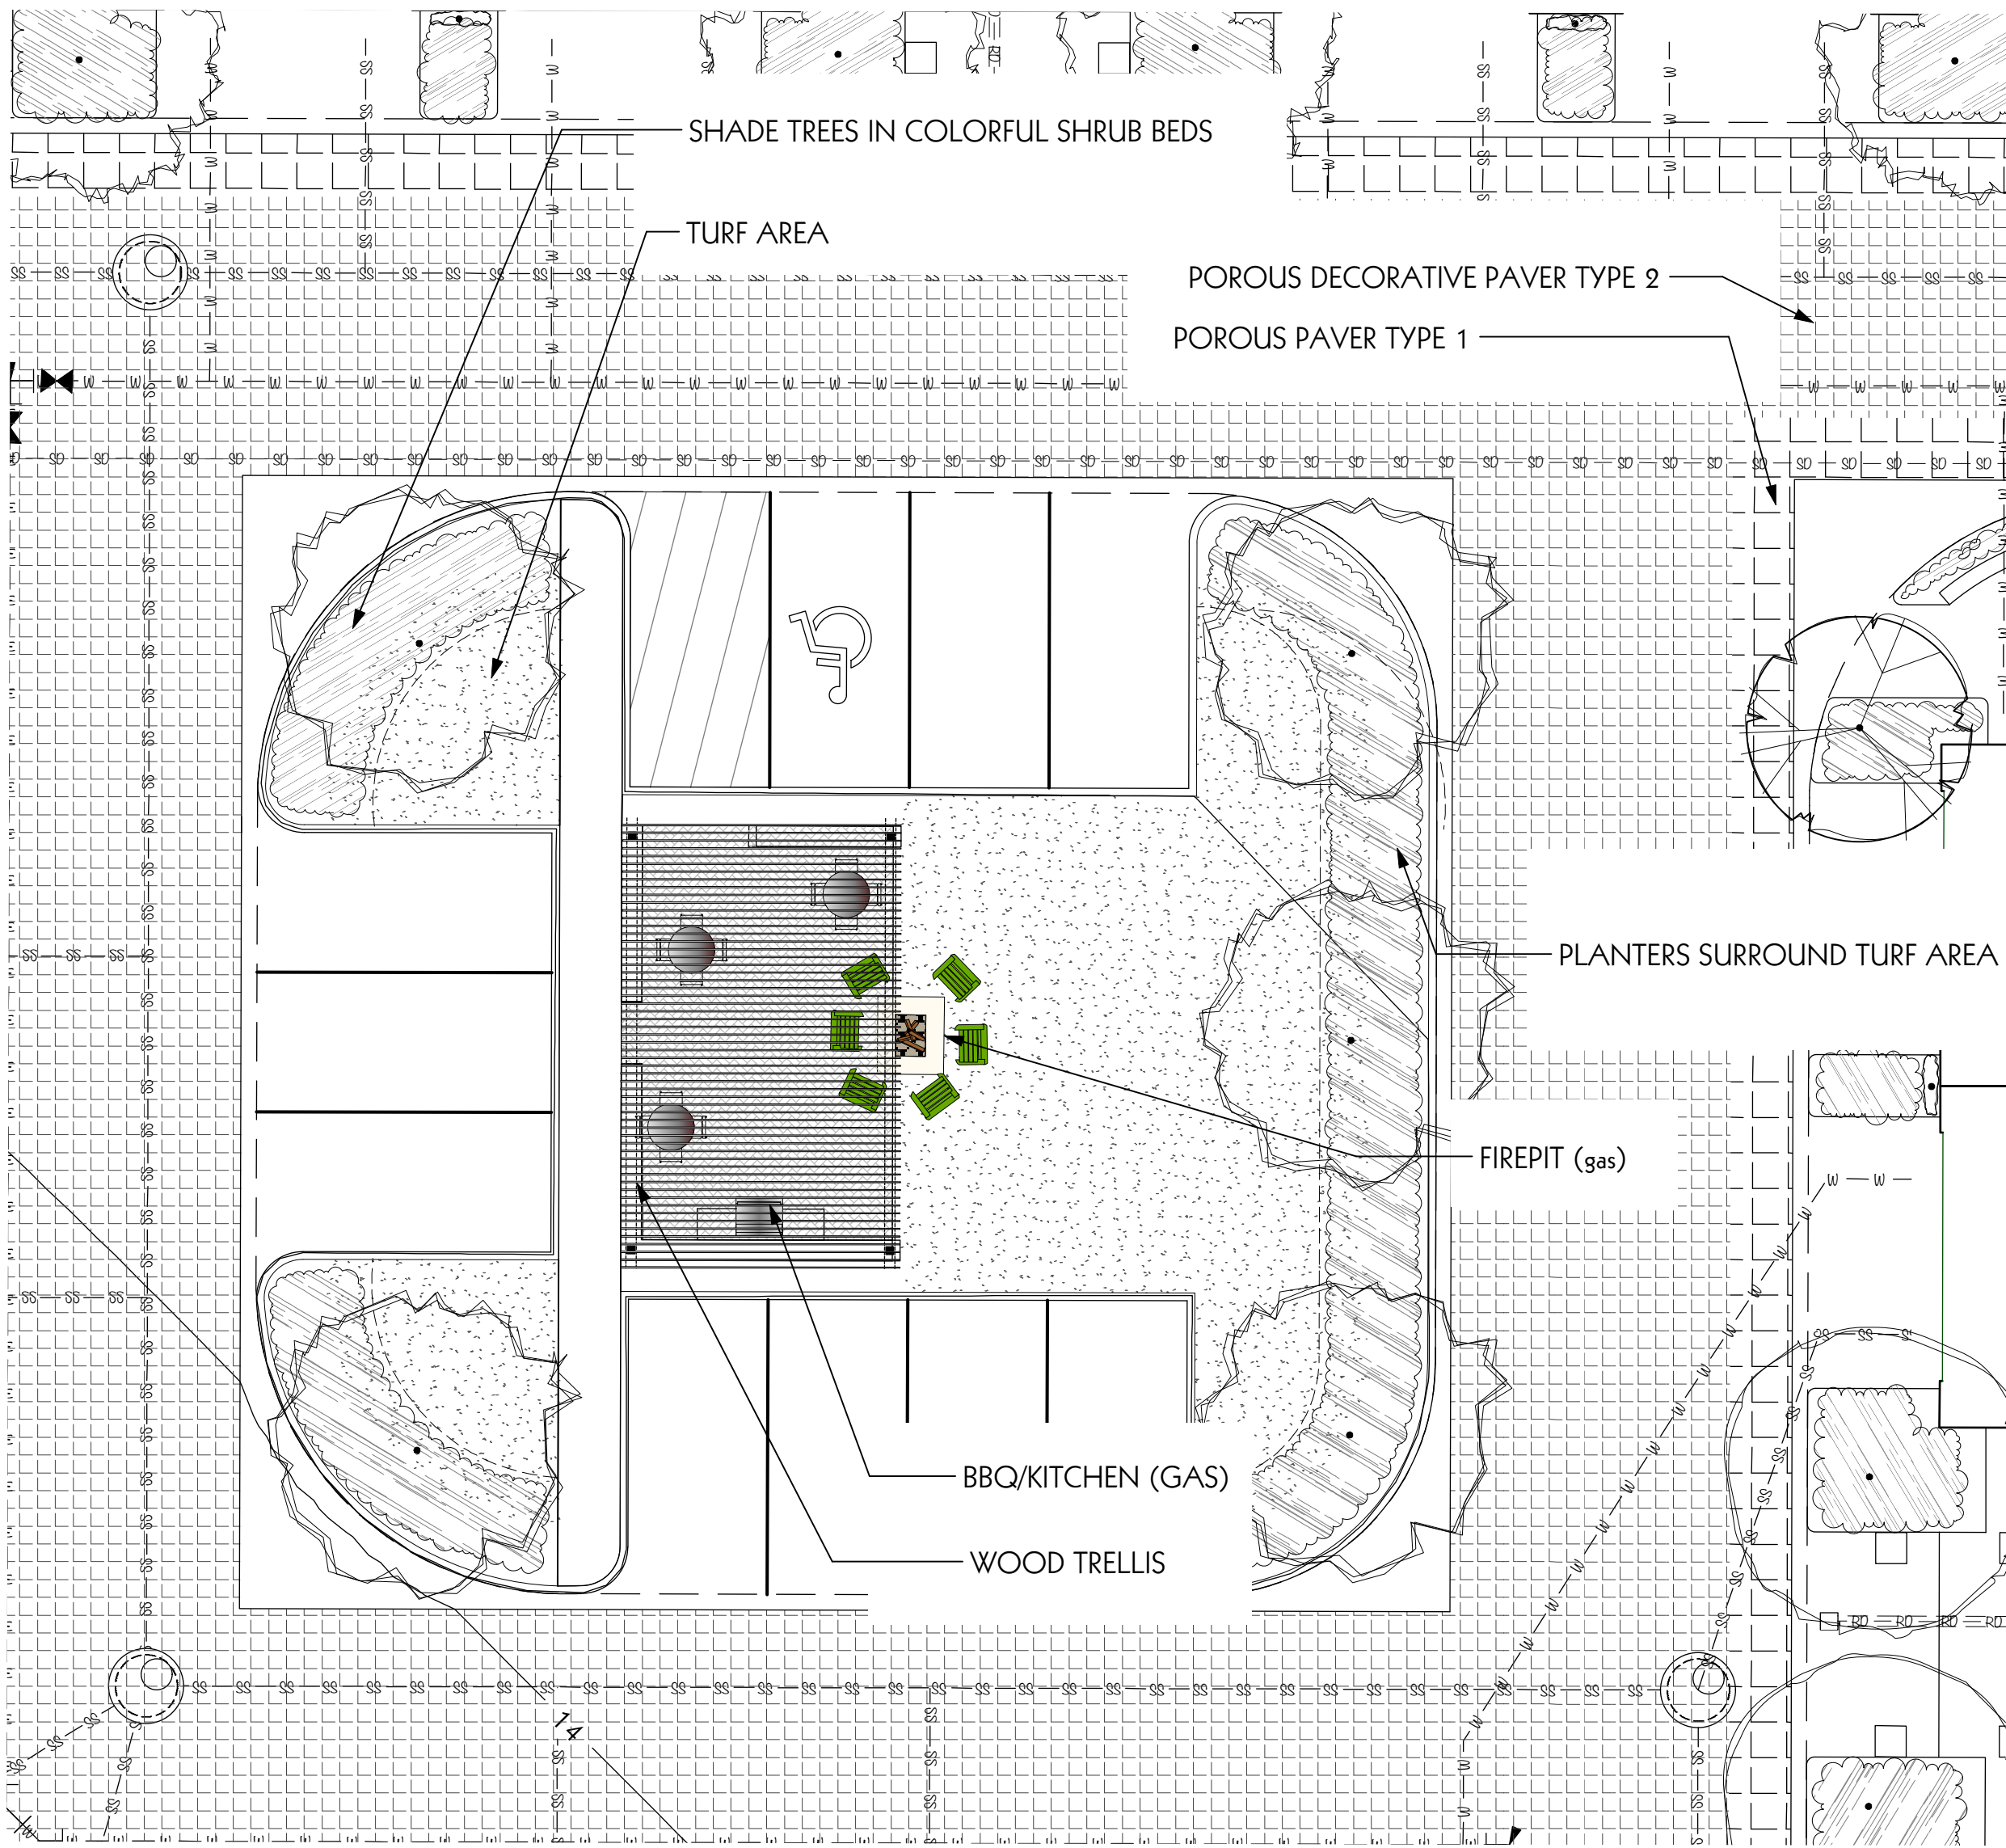 SHADE TREES IN COLORFUL SHRUB BEDS
TURF AREA
POROUS DECORATIVE PAVER TYPE 2
POROUS PAVER TYPE 1
PLANTERS SURROUND TURF AREA
FIREPIT (gas)
BBQ/KITCHEN (GAS)
WOOD TRELLIS
14